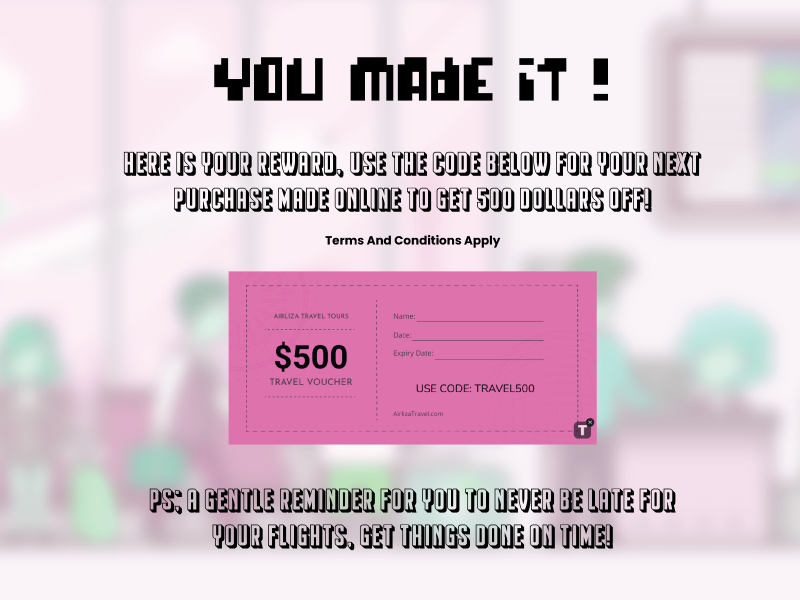 YOU MAdE iT !
HERE IS YOUR REWARD, USE THE CODE BELOW FOR YOUR NEXT
PURCHASE MADE ONLINE TO GET 500 DOLLARS OFF!
Terms And Conditions Apply
AIRLIZA TRAVEL TOURS
$500
TRAVEL VOUCHER
Name:
Date:
Expiry Date:
USE CODE: TRAVEL500
AirlizaTravel.com
T
PS; A GENTLE REMINDER FOR YOU TO NEVER BE LATE FOR
YOUR FLIGHTS, GET THINGS DONE ON TIME!